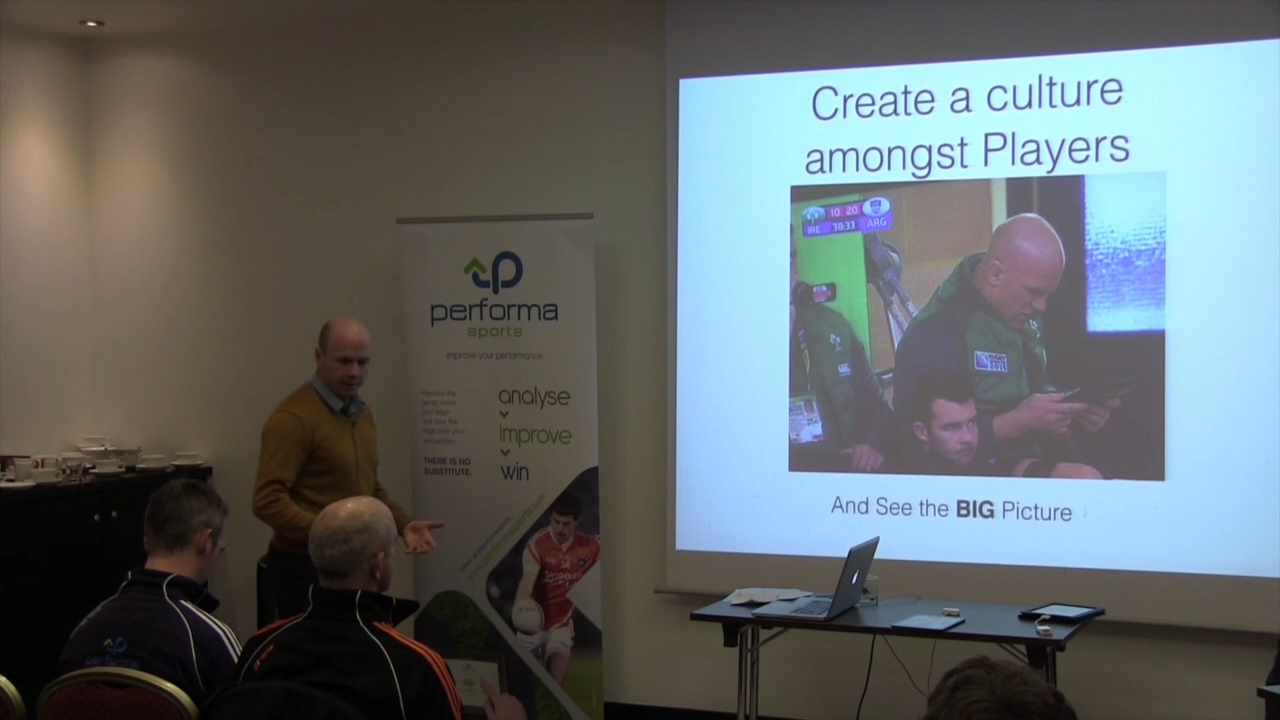 Create a culture
amongst Players
10 20
IRE 38:33 ARG
And See the BIG Picture
performa
sports
improve your performance
analyse
improve
win
THERE IS NO
SUBSTITUTE.